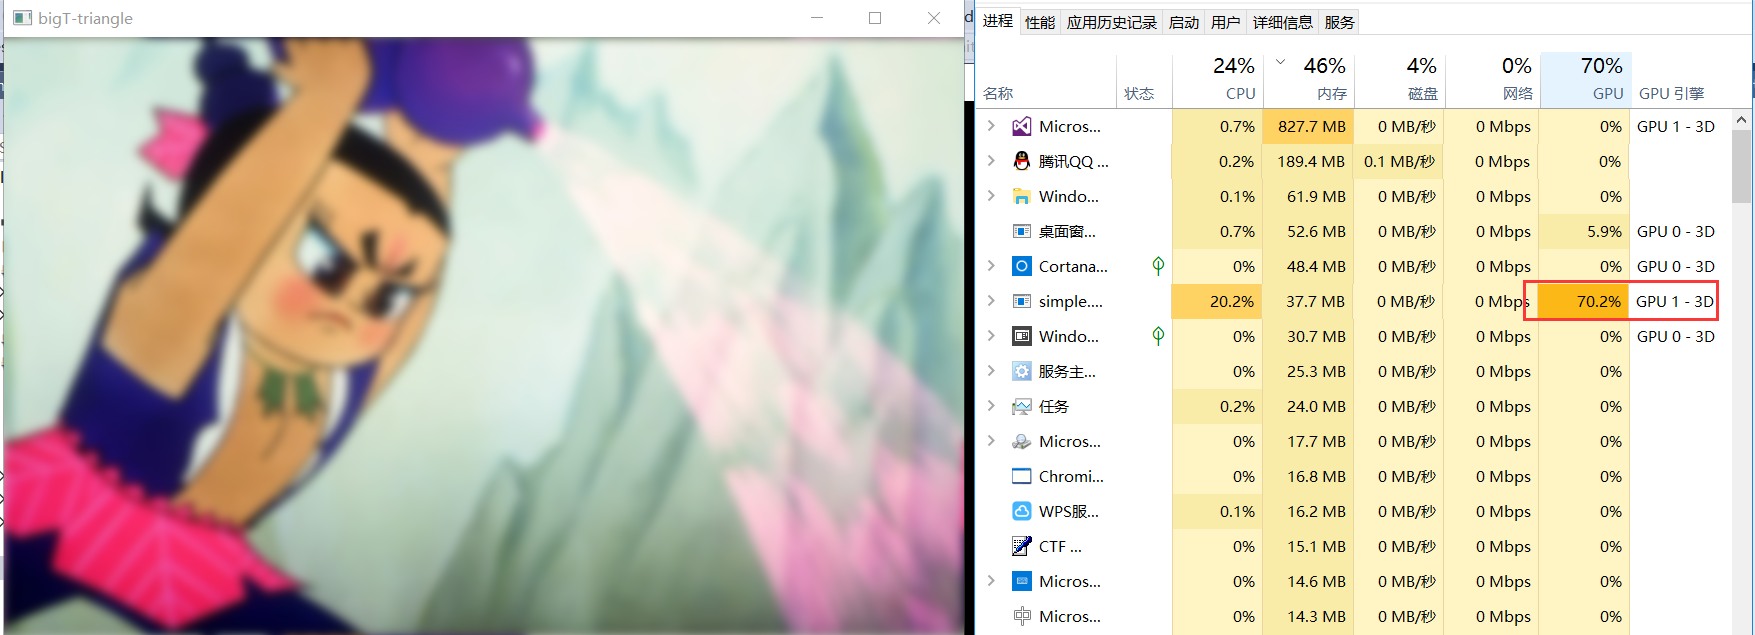 bigT-triangle
进程 性能 应用历史记录 启动 用户 详细信息 服务
24% 46% 4% 0% 70%
名称 状态 CPU 内存 磁盘 网络 GPU GPU 引擎
Micros... 0.7% 827.7 MB 0 MB/秒 0 Mbps 0% GPU 1 - 3D
腾讯QQ ... 0.2% 189.4 MB 0.1 MB/秒 0 Mbps 0%
Windo... 0.1% 61.9 MB 0 MB/秒 0 Mbps 0%
桌面窗... 0.7% 52.6 MB 0 MB/秒 0 Mbps 5.9% GPU 0 - 3D
Cortana... 0% 48.4 MB 0 MB/秒 0 Mbps 0% GPU 0 - 3D
simple.... 20.2% 37.7 MB 0 MB/秒 0 Mbps 70.2% GPU 1 - 3D
Windo... 0% 30.7 MB 0 MB/秒 0 Mbps 0% GPU 0 - 3D
服务主... 0% 25.3 MB 0 MB/秒 0 Mbps 0%
任务 0.2% 24.0 MB 0 MB/秒 0 Mbps 0%
Micros... 0% 17.7 MB 0 MB/秒 0 Mbps 0%
Chromi... 0% 16.8 MB 0 MB/秒 0 Mbps 0%
WPS服... 0.1% 16.2 MB 0 MB/秒 0 Mbps 0%
CTF ... 0% 15.1 MB 0 MB/秒 0 Mbps 0%
Micros... 0% 14.6 MB 0 MB/秒 0 Mbps 0%
Micros... 0% 14.3 MB 0 MB/秒 0 Mbps 0%